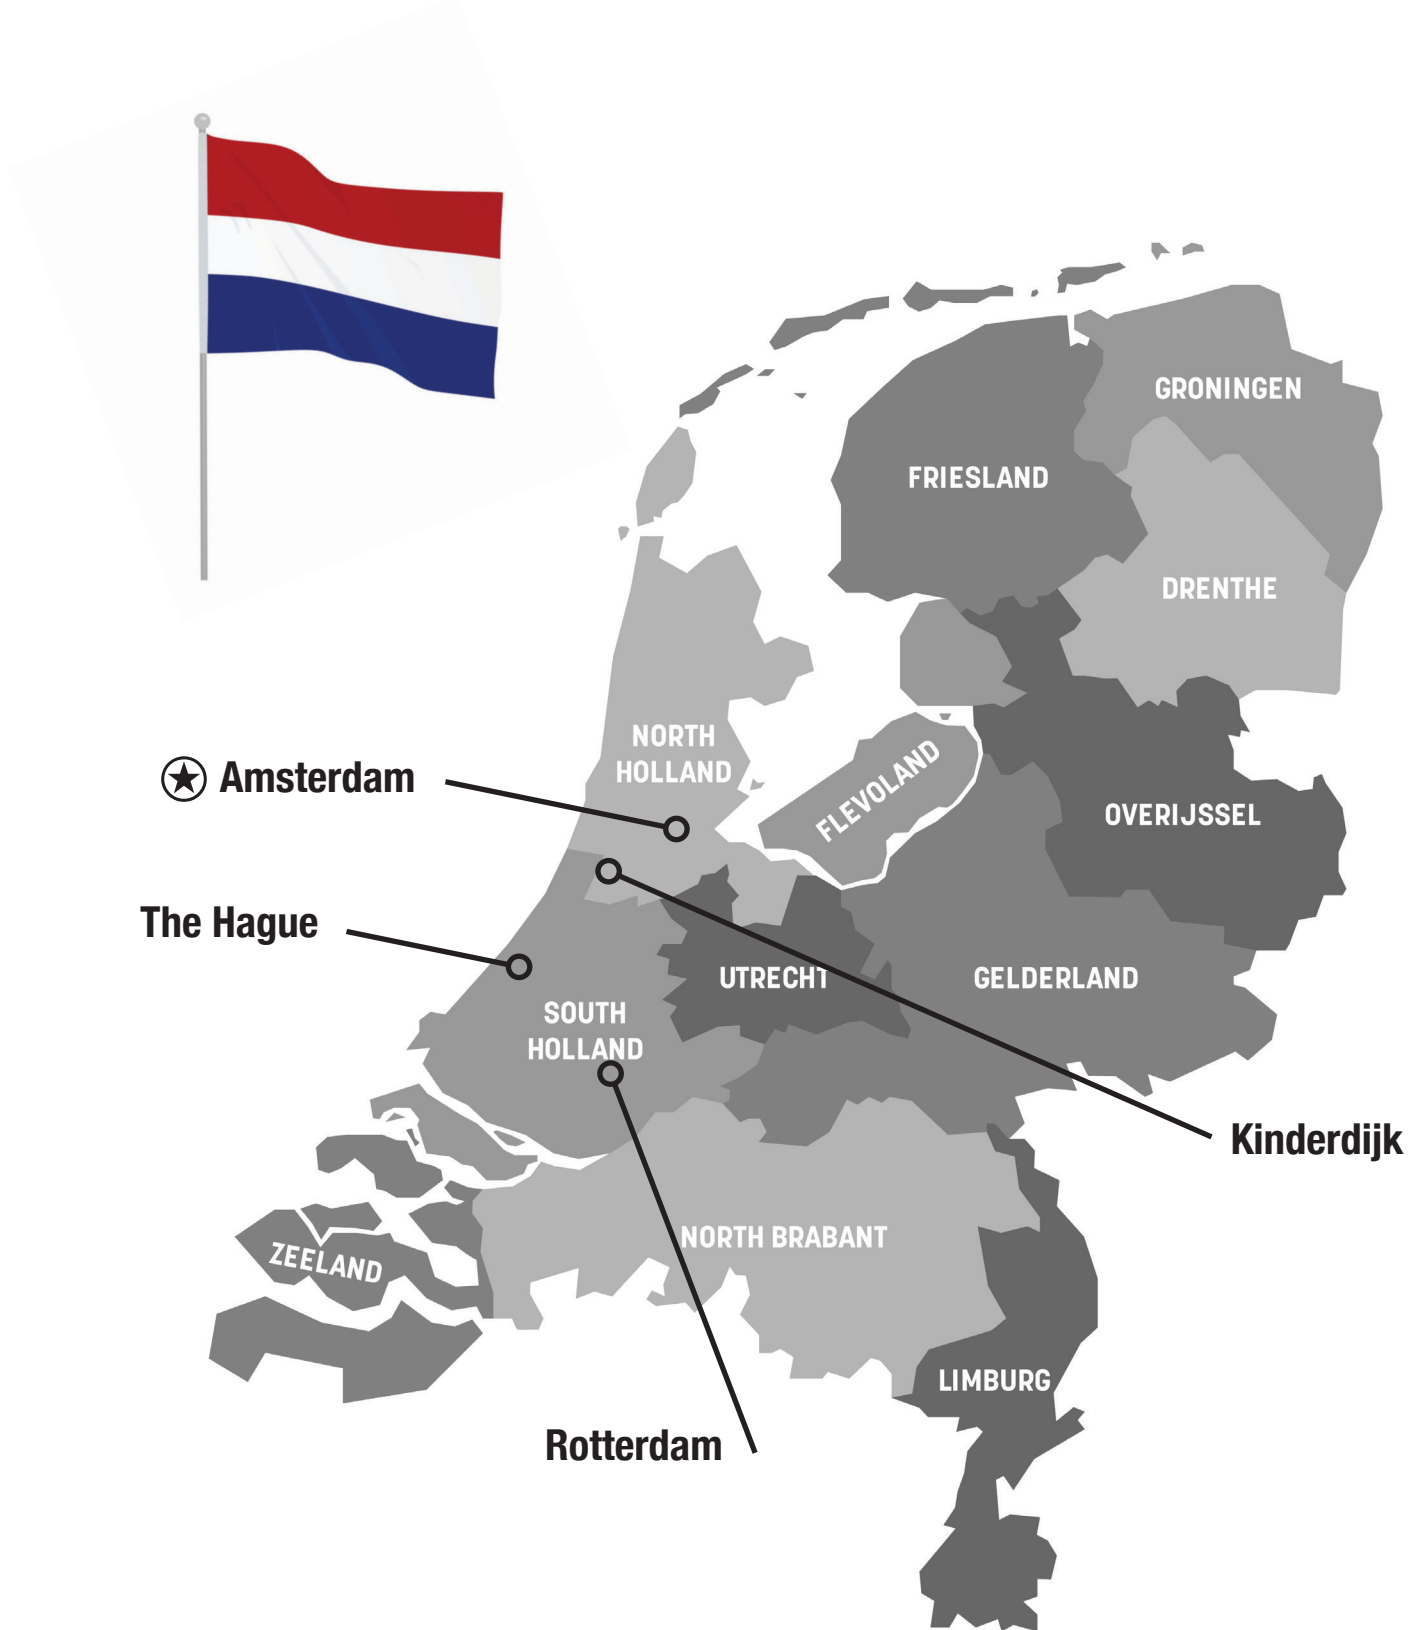 GRONINGEN
FRIESLAND
DRENTHE
NORTH
HOLLAND
FLEVOLAND
Amsterdam
OVERIJSSEL
The Hague
UTRECHT
GELDERLAND
SOUTH
HOLLAND
Kinderdijk
NORTH BRABANT
ZEELAND
LIMBURG
Rotterdam